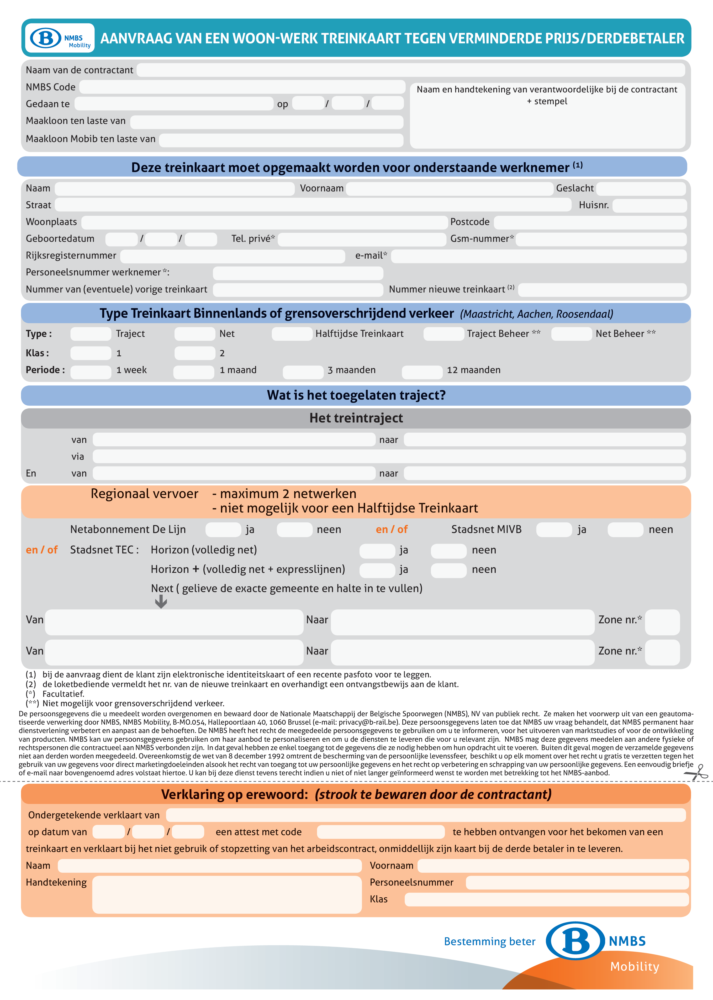 B NMBS Mobility AANVRAAG VAN EEN WOON-WERK TREINKAART TEGEN VERMINDERDE PRIJS/DERDEBETALER
Naam van de contractant
NMBS Code
Naam en handtekening van verantwoordelijke bij de contractant
+ stempel
Gedaan te op / /
Maakloon ten laste van
Maakloon Mobib ten laste van
Deze treinkaart moet opgemaakt worden voor onderstaande werknemer (1)
Naam Voornaam Geslacht
Straat Huisnr.
Woonplaats Postcode
Geboortedatum / / Tel. privé* Gsm-nummer*
Rijksregisternummer e-mail*
Personeelsnummer werknemer *:
Nummer van (eventuele) vorige treinkaart Nummer nieuwe treinkaart (2)
Type Treinkaart Binnenlands of grensoverschrijdend verkeer (Maastricht, Aachen, Roosendaal)
Type : Traject Net Halftijdse Treinkaart Traject Beheer ** Net Beheer **
Klas : 1 2
Periode : 1 week 1 maand 3 maanden 12 maanden
Wat is het toegelaten traject?
Het treintraject
van naar
via
En van naar
Regionaal vervoer - maximum 2 netwerken
- niet mogelijk voor een Halftijdse Treinkaart
Netabonnement De Lijn ja neen en / of Stadsnet MIVB ja neen
en / of Stadsnet TEC : Horizon (volledig net) ja neen
Horizon + (volledig net + expresslijnen) ja neen
Next ( gelieve de exacte gemeente en halte in te vullen)
Van Naar Zone nr.*
Van Naar Zone nr.*
(1) bij de aanvraag dient de klant zijn elektronische identiteitskaart of een recente pasfoto voor te leggen.
(2) de loketbediende vermeldt het nr. van de nieuwe treinkaart en overhandigt een ontvangstbewijs aan de klant.
(*) Facultatief.
(**) Niet mogelijk voor grensoverschrijdend verkeer.
De persoonsgegevens die u meedeelt worden overgenomen en bewaard door de Nationale Maatschappij der Belgische Spoorwegen (NMBS), NV van publiek recht. Ze maken het voorwerp uit van een geautoma-
tiseerde verwerking door NMBS, NMBS Mobility, B-MO.054, Hallepoortlaan 40, 1060 Brussel (e-mail: privacy@b-rail.be). Deze persoonsgegevens laten toe dat NMBS uw vraag behandelt, dat NMBS permanent haar
dienstverlening verbetert en aanpast aan de behoeften. De NMBS heeft het recht de meegedeelde persoonsgegevens te gebruiken om u te informeren, voor het uitvoeren van marktstudies of voor de ontwikkeling
van producten. NMBS kan uw persoonsgegevens gebruiken om haar aanbod te personaliseren en om u de diensten te leveren die voor u relevant zijn. NMBS mag deze gegevens meedelen aan andere fysieke of
rechtspersonen die contractueel aan NMBS verbonden zijn. In dat geval hebben ze enkel toegang tot de gegevens die ze nodig hebben om hun opdracht uit te voeren. Buiten dit geval mogen de verzamelde gegevens
niet aan derden worden meegedeeld. Overeenkomstig de wet van 8 december 1992 omtrent de bescherming van de persoonlijke levenssfeer, beschikt u op elk moment over het recht u gratis te verzetten tegen het
gebruik van uw gegevens voor direct marketingdoeleinden alsook het recht van toegang tot uw persoonlijke gegevens en het recht op verbetering en schrapping van uw persoonlijke gegevens. Een eenvoudig briefje
of e-mail naar bovengenoemd adres volstaat hiertoe. U kan bij deze dienst tevens terecht indien u niet of niet langer geïnformeerd wenst te worden met betrekking tot het NMBS-aanbod.
Verklaring op erewoord: (strook te bewaren door de contractant)
Ondergetekende verklaart van
op datum van / / een attest met code te hebben ontvangen voor het bekomen van een
treinkaart en verklaart bij het niet gebruik of stopzetting van het arbeidscontract, onmiddellijk zijn kaart bij de derde betaler in te leveren.
Naam Voornaam
Handtekening Personeelsnummer
Klas
Bestemming beter B NMBS
Mobility